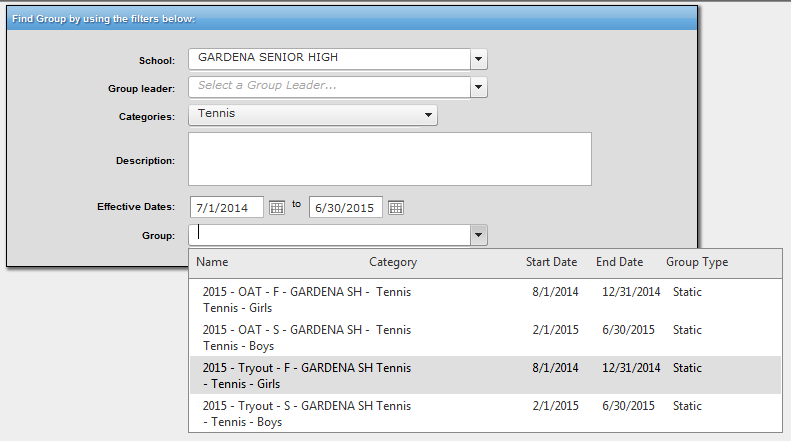 Find Group by using the filters below:
School: GARDENA SENIOR HIGH
Group leader: Select a Group Leader...
Categories: Tennis
Description:
Effective Dates: 7/1/2014 to 6/30/2015
Group:
Name Category Start Date End Date Group Type
2015 - OAT - F - GARDENA SH - Tennis 8/1/2014 12/31/2014 Static
Tennis - Girls
2015 - OAT - S - GARDENA SH - Tennis 2/1/2015 6/30/2015 Static
Tennis - Boys
2015 - Tryout - F - GARDENA SH Tennis 8/1/2014 12/31/2014 Static
- Tennis - Girls
2015 - Tryout - S - GARDENA SH Tennis 2/1/2015 6/30/2015 Static
- Tennis - Boys